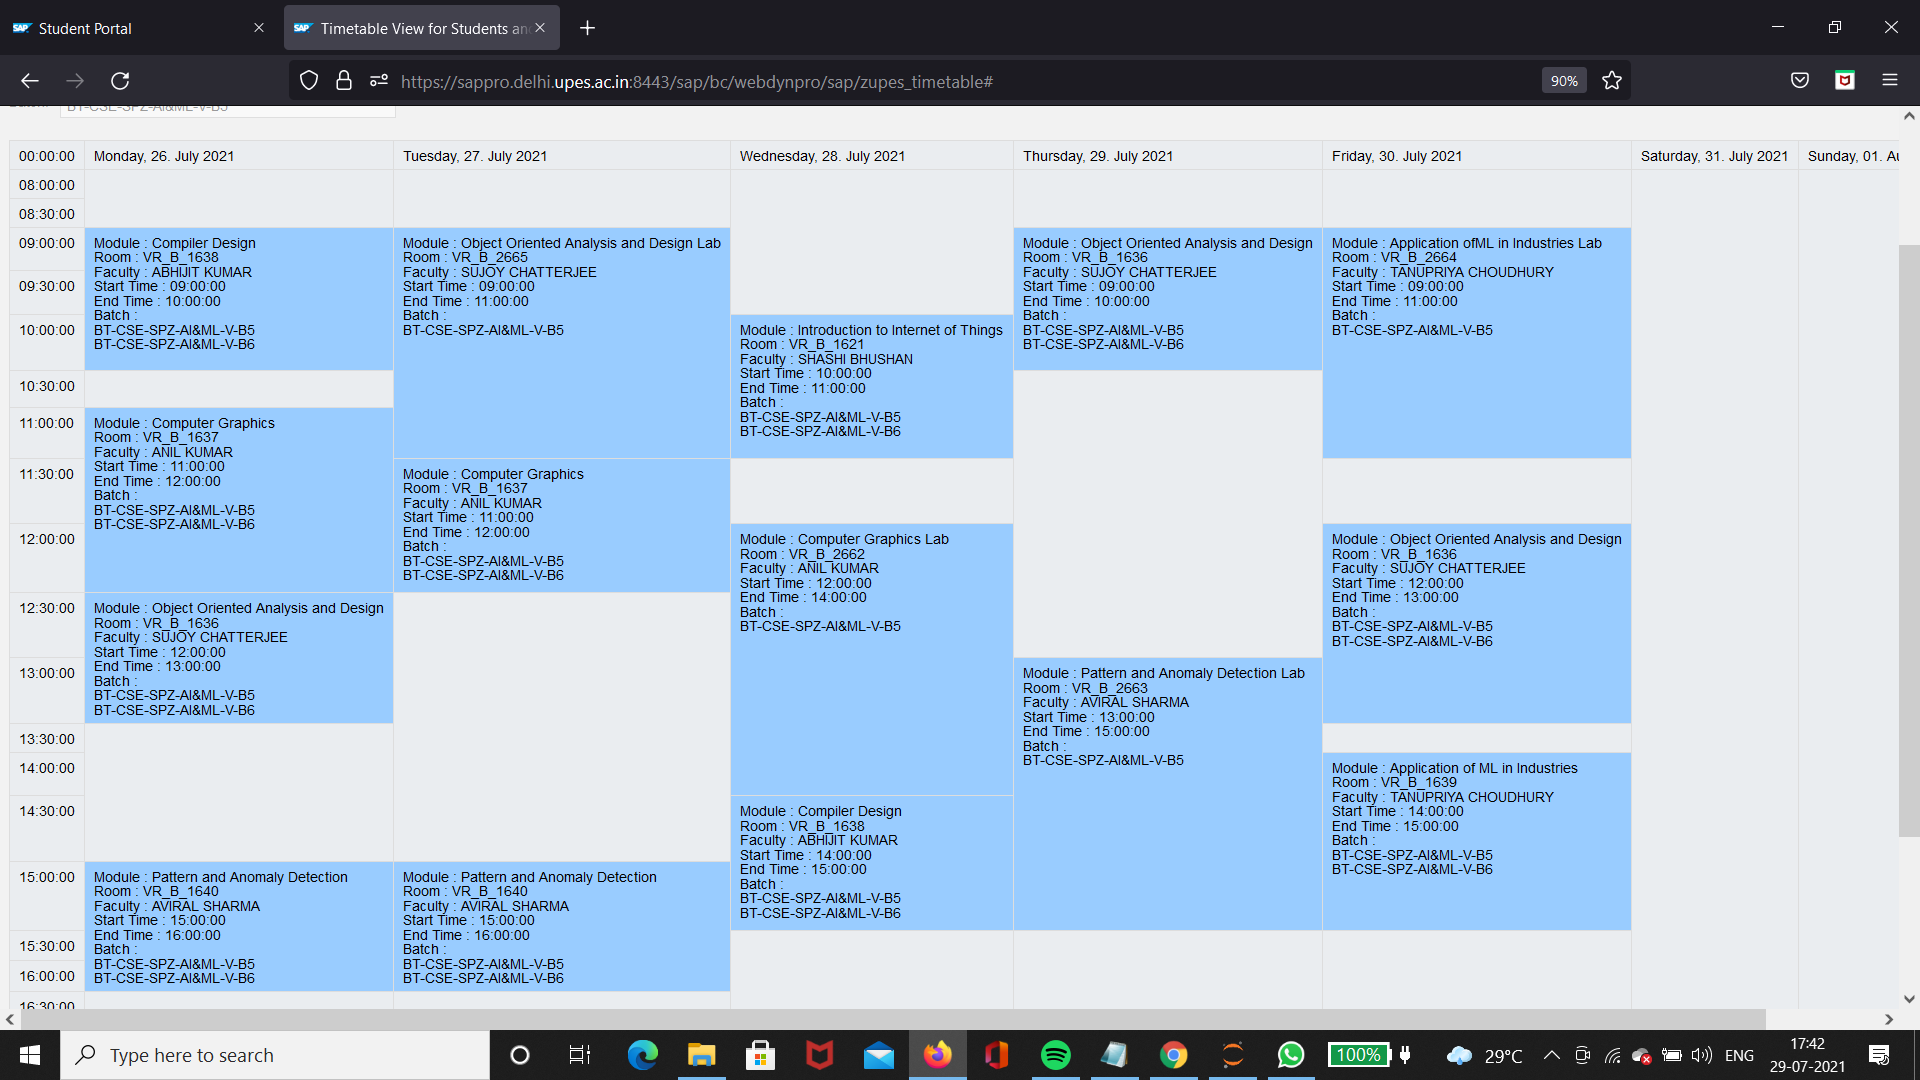 Student Portal
Timetable View for Students an
https://sappro.delhi.upes.ac.in:8443/sap/bc/webdynpro/sap/zupes_timetable#
90%
BT-CSE-SPZ-AI&ML-V-B5
00:00:00
Monday, 26. July 2021
Tuesday, 27. July 2021
Wednesday, 28. July 2021
Thursday, 29. July 2021
Friday, 30. July 2021
Saturday, 31. July 2021
Sunday, 01. Au
08:00:00
08:30:00
09:00:00
09:30:00
10:00:00
10:30:00
11:00:00
11:30:00
12:00:00
12:30:00
13:00:00
13:30:00
14:00:00
14:30:00
15:00:00
15:30:00
16:00:00
16:30:00
Module : Compiler Design
Room : VR_B_1638
Faculty : ABHIJIT KUMAR
Start Time : 09:00:00
End Time : 10:00:00
Batch :
BT-CSE-SPZ-AI&ML-V-B5
BT-CSE-SPZ-AI&ML-V-B6
Module : Computer Graphics
Room : VR_B_1637
Faculty : ANIL KUMAR
Start Time : 11:00:00
End Time : 12:00:00
Batch :
BT-CSE-SPZ-AI&ML-V-B5
BT-CSE-SPZ-AI&ML-V-B6
Module : Object Oriented Analysis and Design
Room : VR_B_1636
Faculty : SUJOY CHATTERJEE
Start Time : 12:00:00
End Time : 13:00:00
Batch :
BT-CSE-SPZ-AI&ML-V-B5
BT-CSE-SPZ-AI&ML-V-B6
Module : Pattern and Anomaly Detection
Room : VR_B_1640
Faculty : AVIRAL SHARMA
Start Time : 15:00:00
End Time : 16:00:00
Batch :
BT-CSE-SPZ-AI&ML-V-B5
BT-CSE-SPZ-AI&ML-V-B6
Module : Object Oriented Analysis and Design Lab
Room : VR_B_2665
Faculty : SUJOY CHATTERJEE
Start Time : 09:00:00
End Time : 11:00:00
Batch :
BT-CSE-SPZ-AI&ML-V-B5
Module : Computer Graphics
Room : VR_B_1637
Faculty : ANIL KUMAR
Start Time : 11:00:00
End Time : 12:00:00
Batch :
BT-CSE-SPZ-AI&ML-V-B5
BT-CSE-SPZ-AI&ML-V-B6
Module : Pattern and Anomaly Detection
Room : VR_B_1640
Faculty : AVIRAL SHARMA
Start Time : 15:00:00
End Time : 16:00:00
Batch :
BT-CSE-SPZ-AI&ML-V-B5
BT-CSE-SPZ-AI&ML-V-B6
Module : Introduction to Internet of Things
Room : VR_B_1621
Faculty : SHASHI BHUSHAN
Start Time : 10:00:00
End Time : 11:00:00
Batch :
BT-CSE-SPZ-AI&ML-V-B5
BT-CSE-SPZ-AI&ML-V-B6
Module : Computer Graphics Lab
Room : VR_B_2662
Faculty : ANIL KUMAR
Start Time : 12:00:00
End Time : 14:00:00
Batch :
BT-CSE-SPZ-AI&ML-V-B5
Module : Compiler Design
Room : VR_B_1638
Faculty : ABHIJIT KUMAR
Start Time : 14:00:00
End Time : 15:00:00
Batch :
BT-CSE-SPZ-AI&ML-V-B5
BT-CSE-SPZ-AI&ML-V-B6
Module : Object Oriented Analysis and Design
Room : VR_B_1636
Faculty : SUJOY CHATTERJEE
Start Time : 09:00:00
End Time : 10:00:00
Batch :
BT-CSE-SPZ-AI&ML-V-B5
BT-CSE-SPZ-AI&ML-V-B6
Module : Pattern and Anomaly Detection Lab
Room : VR_B_2663
Faculty : AVIRAL SHARMA
Start Time : 13:00:00
End Time : 15:00:00
Batch :
BT-CSE-SPZ-AI&ML-V-B5
Module : Application ofML in Industries Lab
Room : VR_B_2664
Faculty : TANUPRIYA CHOUDHURY
Start Time : 09:00:00
End Time : 11:00:00
Batch :
BT-CSE-SPZ-AI&ML-V-B5
Module : Object Oriented Analysis and Design
Room : VR_B_1636
Faculty : SUJOY CHATTERJEE
Start Time : 12:00:00
End Time : 13:00:00
Batch :
BT-CSE-SPZ-AI&ML-V-B5
BT-CSE-SPZ-AI&ML-V-B6
Module : Application of ML in Industries
Room : VR_B_1639
Faculty : TANUPRIYA CHOUDHURY
Start Time : 14:00:00
End Time : 15:00:00
Batch :
BT-CSE-SPZ-AI&ML-V-B5
BT-CSE-SPZ-AI&ML-V-B6
Type here to search
100%
29°C
ENG
17:42
29-07-2021